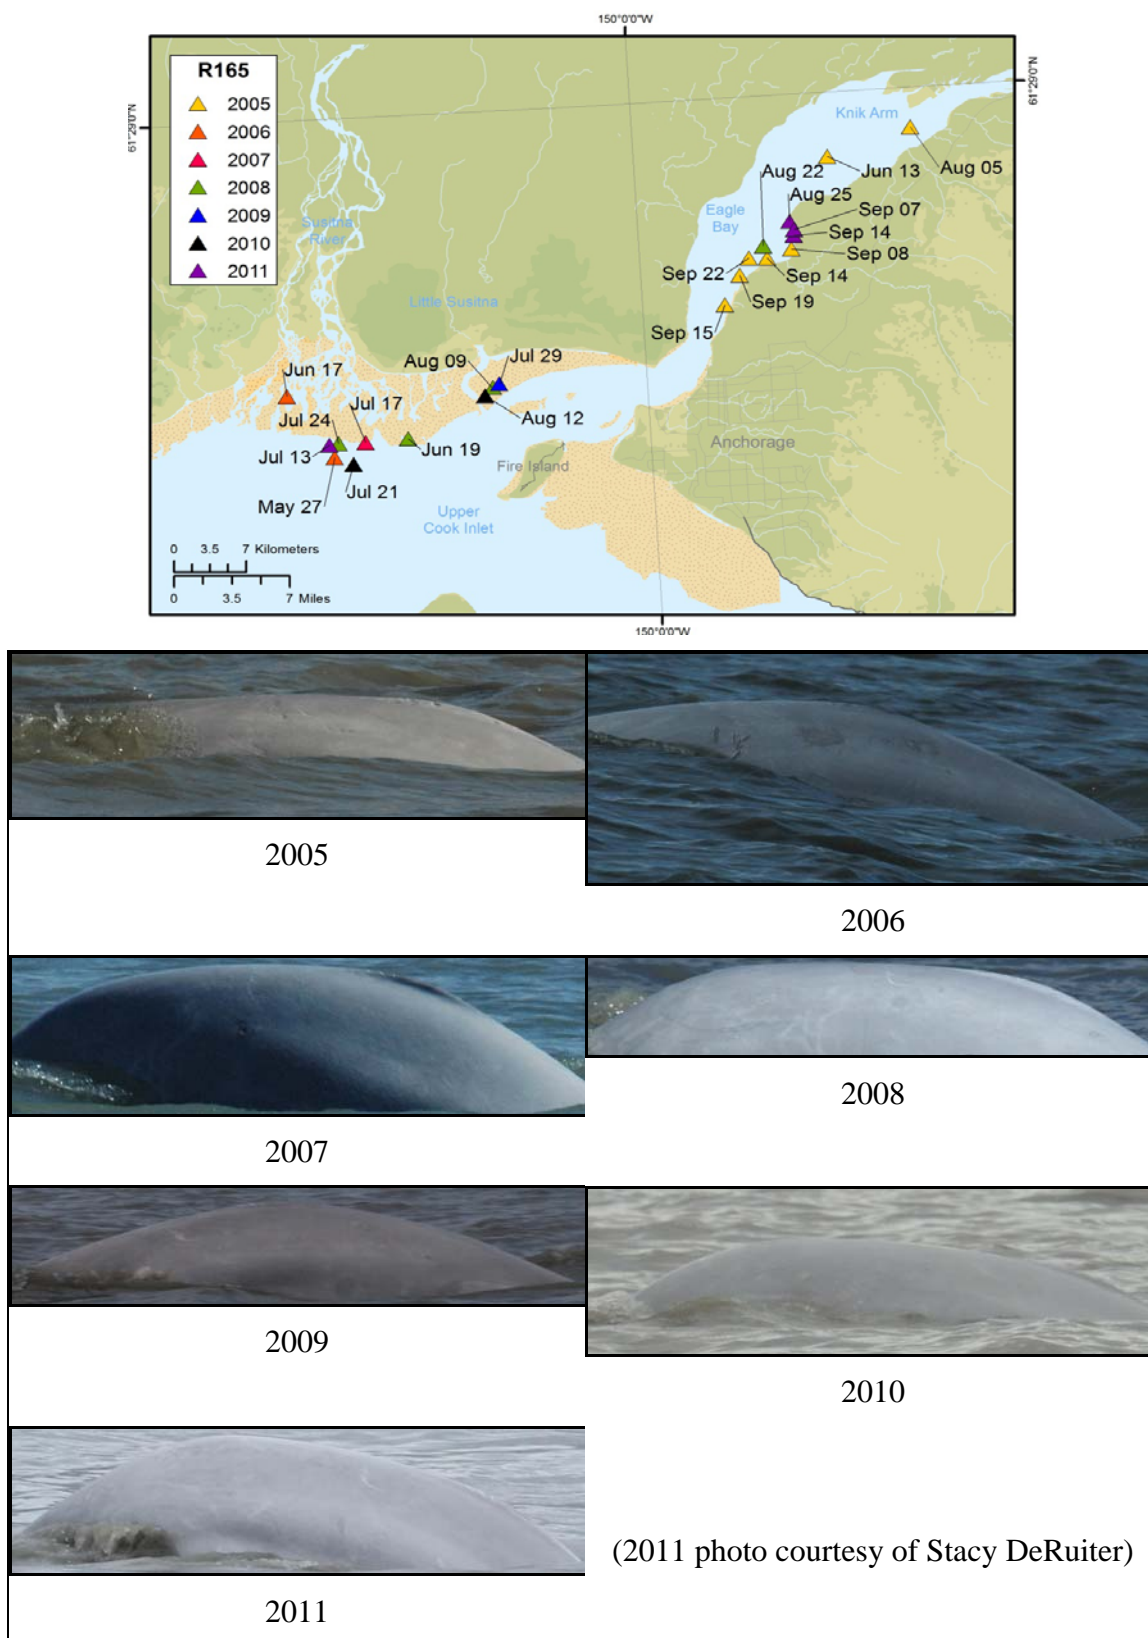 150°0'0"W
R165
2005
2006
2007
2008
2009
2010
2011
61°29'0"N
61°29'0"N
Knik Arm
Aug 22
Jun 13
Aug 05
Aug 25
Sep 07
Eagle
Bay
Sep 14
Sep 08
Susitna
River
Sep 22
Sep 14
Sep 19
Little Susitna
Sep 15
Jul 29
Aug 09
Jun 17
Jul 17
Aug 12
Jul 24
Anchorage
Jun 19
Jul 13
Fire Island
Jul 21
May 27
Upper
Cook Inlet
0 3.5 7 Kilometers
0 3.5 7 Miles
150°0'0"W
2005
2006
2007
2008
2009
2010
(2011 photo courtesy of Stacy DeRuiter)
2011